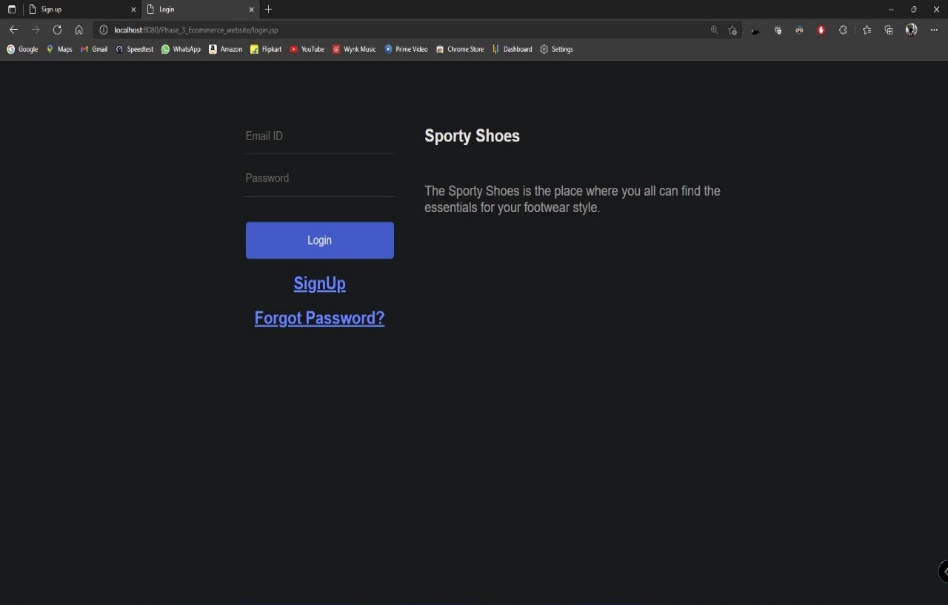 Sign up
Login
localhost:8080/Phase_3_Ecommerce_website/login.jsp
Google Maps Gmail Speedtest WhatsApp Amazon Flipkart YouTube Wynk Music Prime Video Chrome Store Dashboard Settings
Email ID
Password
Login
SignUp
Forgot Password?
Sporty Shoes
The Sporty Shoes is the place where you all can find the
essentials for your footwear style.